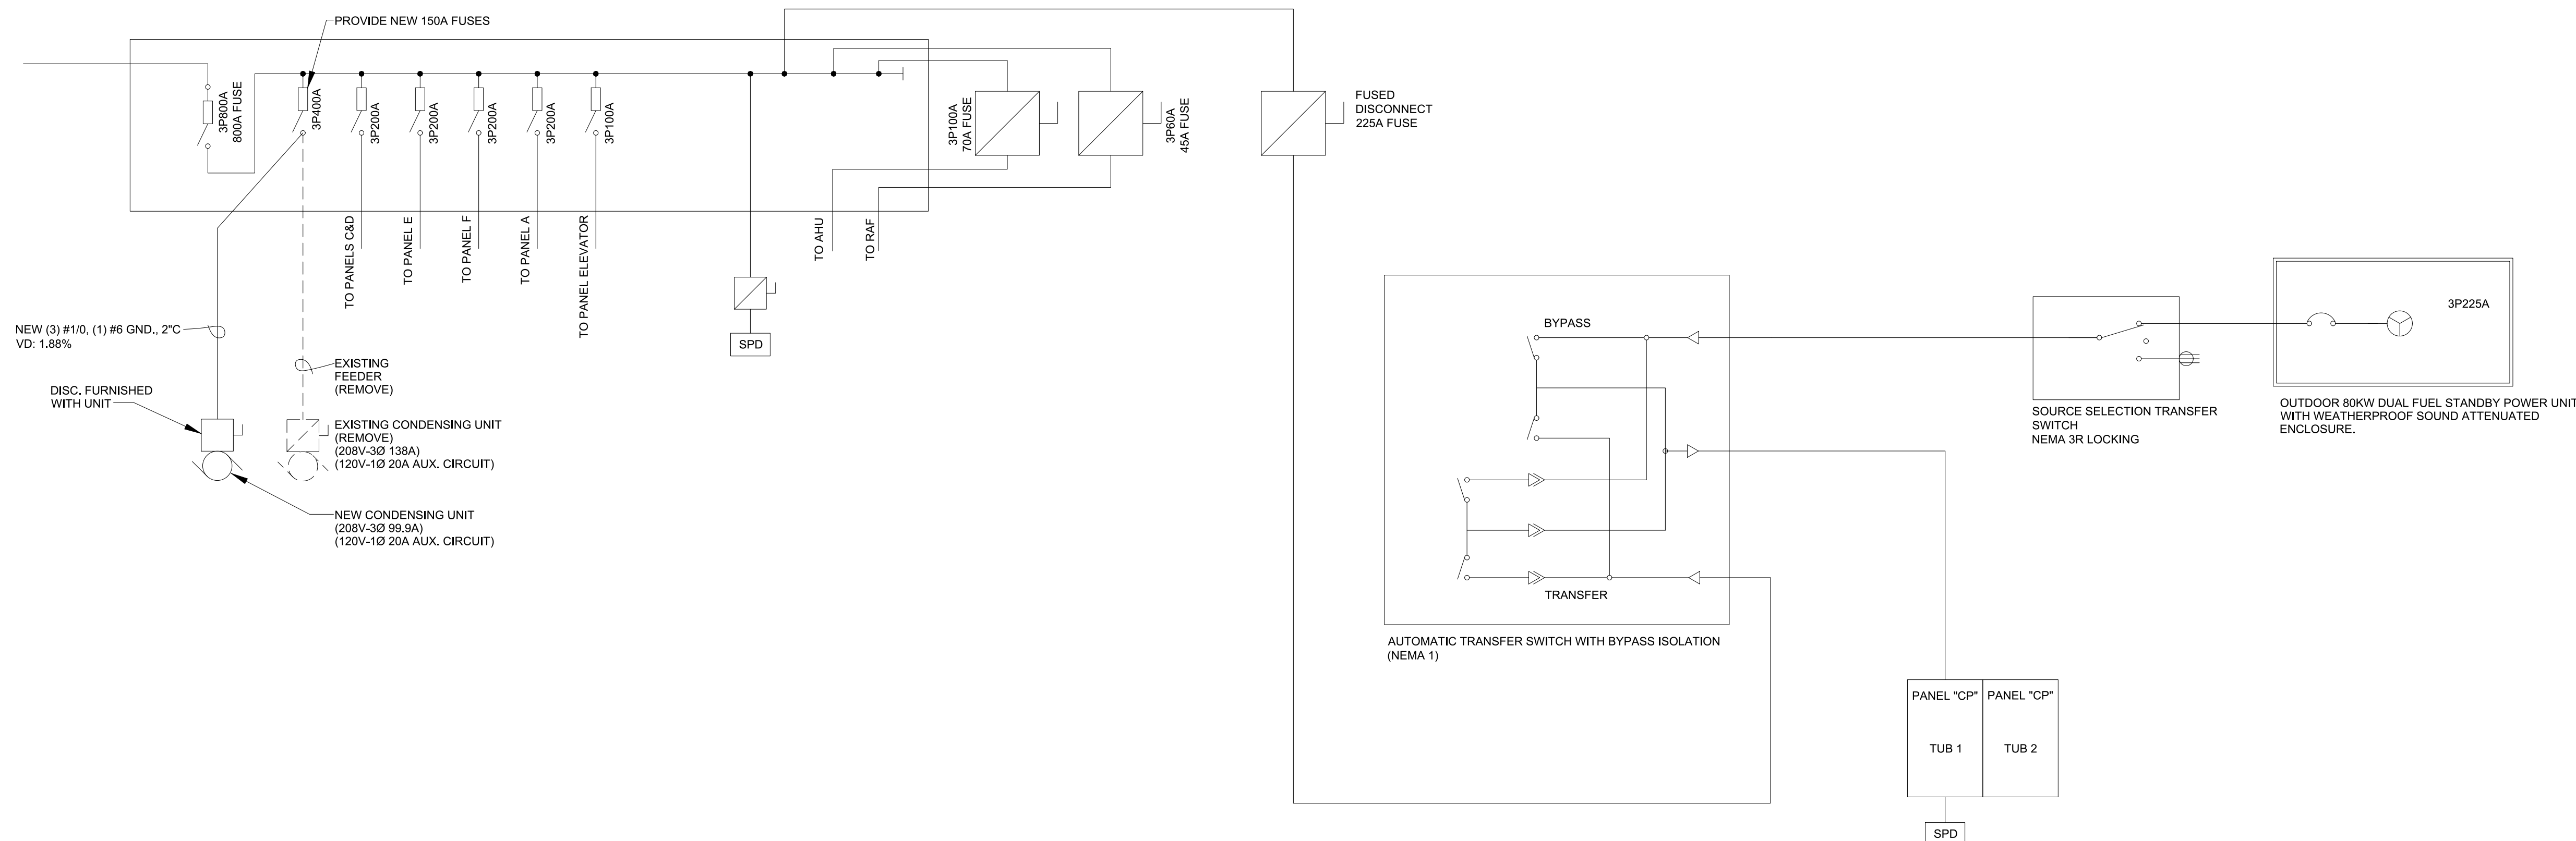 PROVIDE NEW 150A FUSES
3P800A
800A FUSE
3P400A
3P200A
3P200A
3P200A
3P200A
3P100A
3P100A
70A FUSE
3P60A
45A FUSE
FUSED
DISCONNECT
225A FUSE
TO PANELS C&D
TO PANEL E
TO PANEL F
TO PANEL A
TO PANEL ELEVATOR
TO AHU
TO RAF
SPD
NEW (3) #1/0, (1) #6 GND., 2"C
VD: 1.88%
EXISTING
FEEDER
(REMOVE)
DISC. FURNISHED
WITH UNIT
EXISTING CONDENSING UNIT
(REMOVE)
(208V-3Ø 138A)
(120V-1Ø 20A AUX. CIRCUIT)
NEW CONDENSING UNIT
(208V-3Ø 99.9A)
(120V-1Ø 20A AUX. CIRCUIT)
BYPASS
TRANSFER
AUTOMATIC TRANSFER SWITCH WITH BYPASS ISOLATION
(NEMA 1)
SOURCE SELECTION TRANSFER
SWITCH
NEMA 3R LOCKING
3P225A
OUTDOOR 80KW DUAL FUEL STANDBY POWER UNIT
WITH WEATHERPROOF SOUND ATTENUATED
ENCLOSURE.
PANEL "CP"
TUB 1
PANEL "CP"
TUB 2
SPD